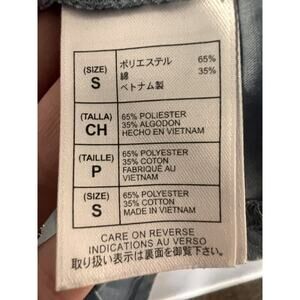 (SIZE)
S
ポリエステル 65%
綿 35%
ベトナム製
(TALLA)
CH
65% POLIESTER
35% ALGODON
HECHO EN VIETNAM
(TAILLE)
P
65% POLYESTER
35% COTON
FABRIQUÉ AU
VIETNAM
(SIZE)
S
65% POLYESTER
35% COTTON
MADE IN VIETNAM
CARE ON REVERSE
INDICATIONS AU VERSO
取り扱い表示は裏面を御覧下さい